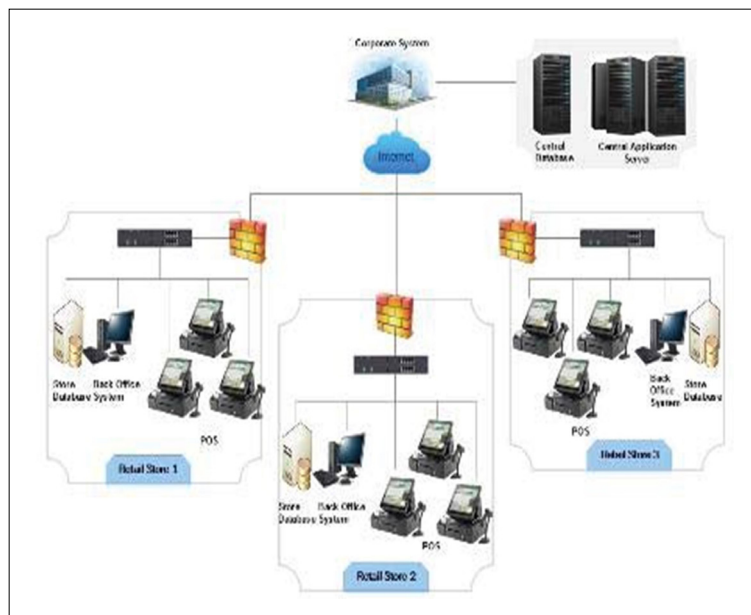 Corporate System
Central
Database
Central Application
Server
Internet
Store
Database
Back Office
System
POS
Retail Store 1
Store
Database
Back Office
System
POS
Retail Store 2
POS
Back
Office
System
Store
Database
Retail Store 3